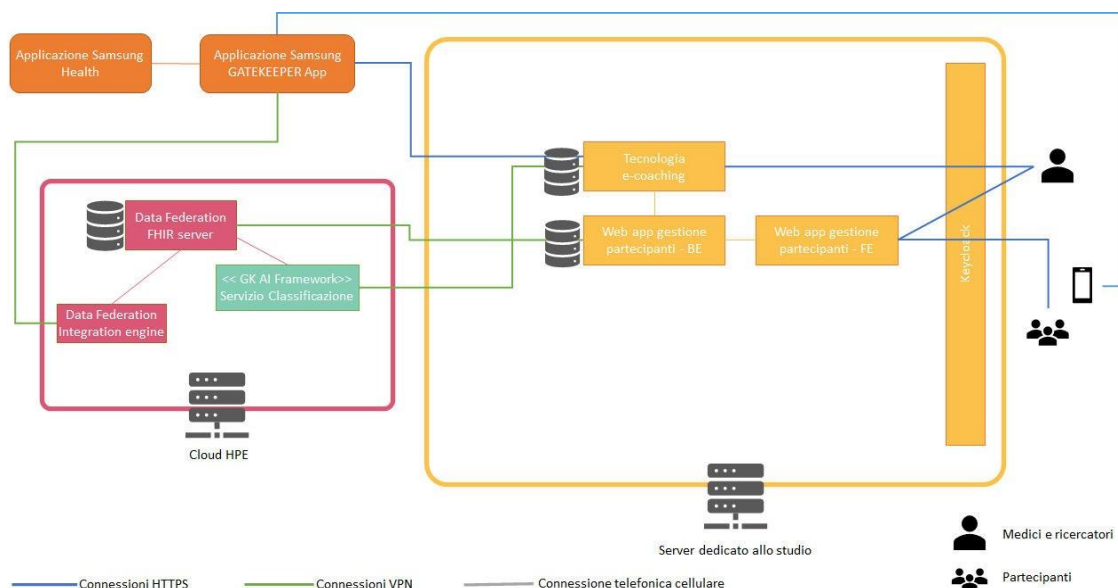 Applicazione Samsung
Health
Applicazione Samsung
GATEKEEPER App
Tecnologia
e-coaching
Data Federation
FHIR server
Web app gestione
partecipanti - BE
Web app gestione
partecipanti - FE
Keycloack
<< GK AI Framework>>
Servizio Classificazione
Data Federation
Integration engine
Cloud HPE
Server dedicato allo studio
Medici e ricercatori
Partecipanti
Connessioni HTTPS
Connessioni VPN
Connessione telefonica cellulare